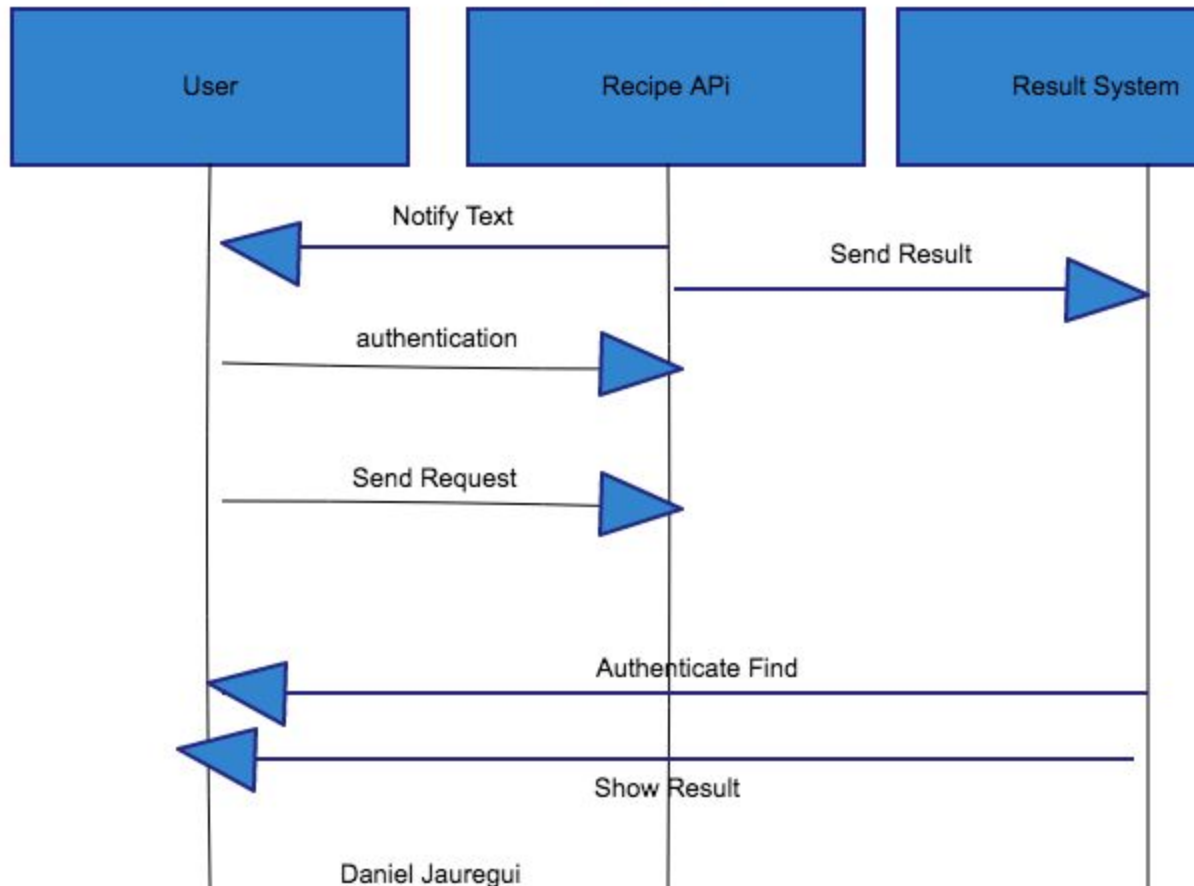 User
Recipe APi
Result System
Notify Text
Send Result
authentication
Send Request
Authenticate Find
Show Result
Daniel Jauregui